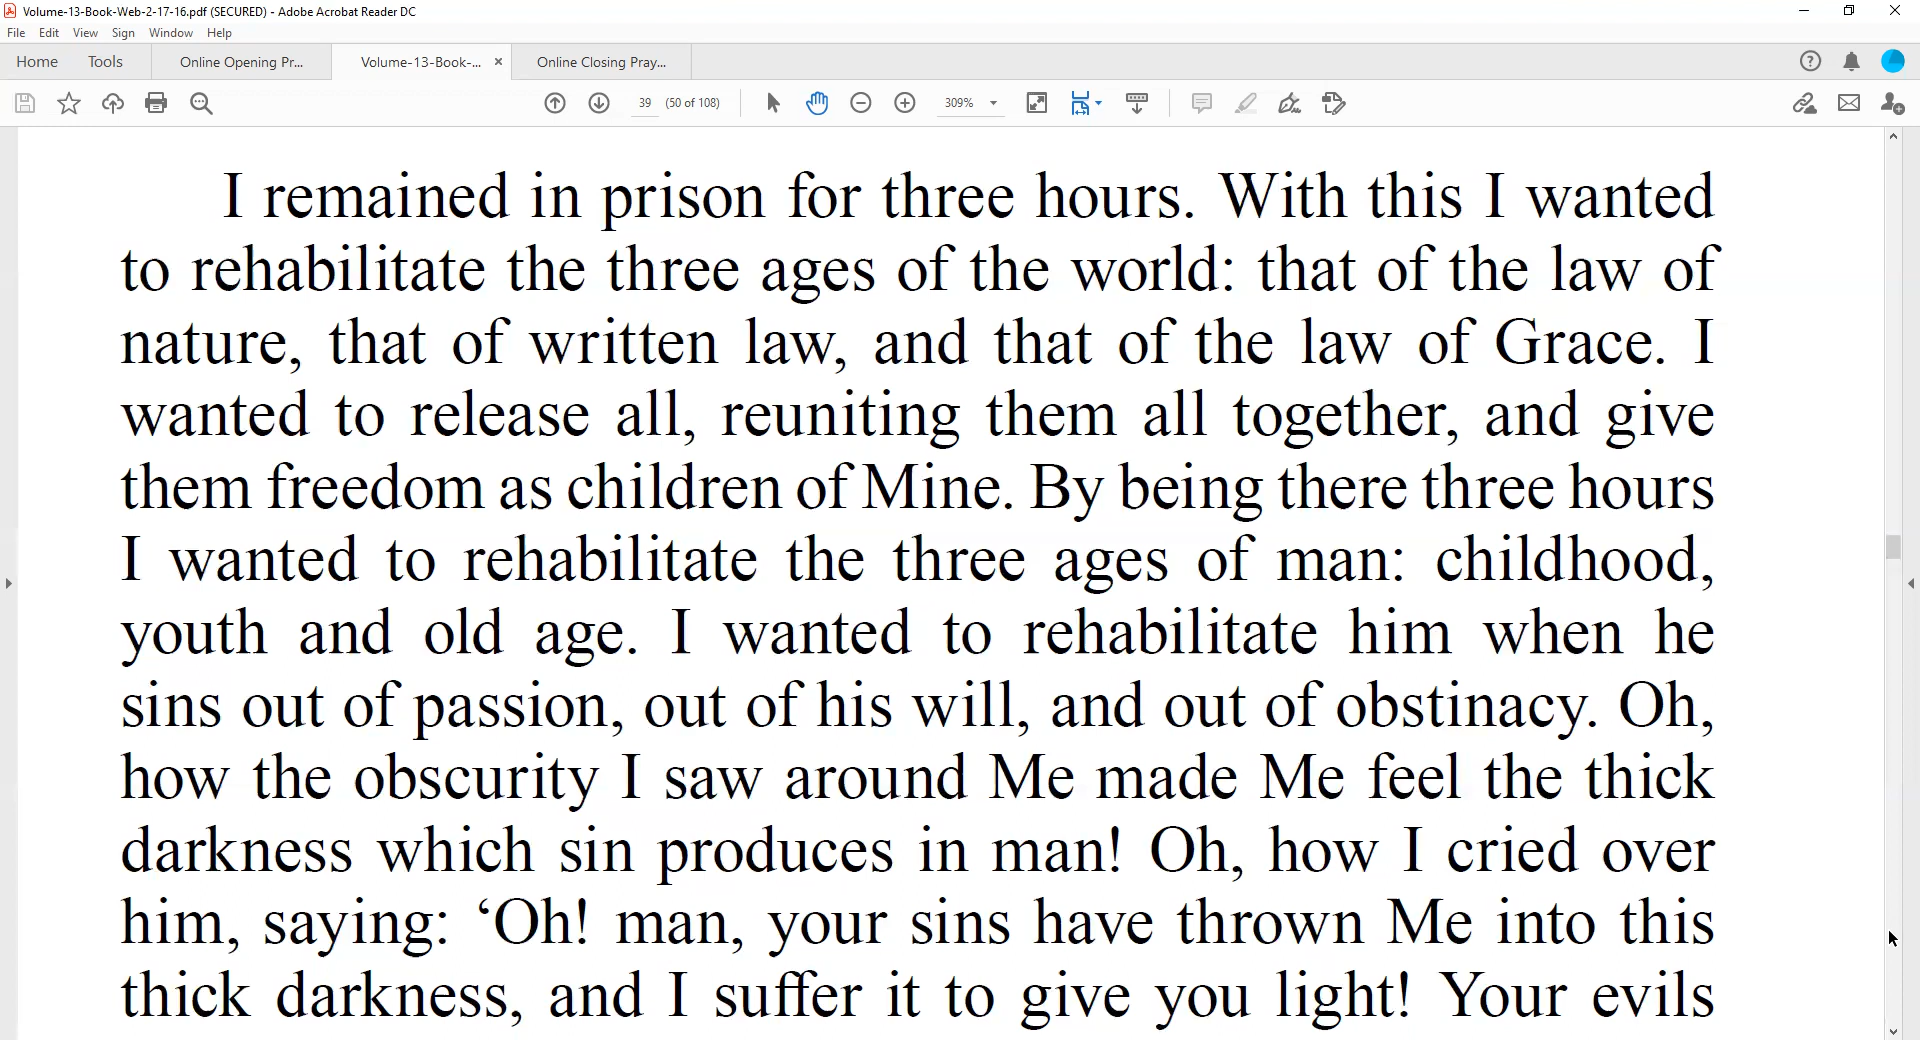 Volume-13-Book-Web-2-17-16.pdf (SECURED) - Adobe Acrobat Reader DC
File Edit View Sign Window Help
Home Tools Online Opening Pr... Volume-13-Book-... × Online Closing Pray...
39 (50 of 108) 309%
I remained in prison for three hours. With this I wanted
to rehabilitate the three ages of the world: that of the law of
nature, that of written law, and that of the law of Grace. I
wanted to release all, reuniting them all together, and give
them freedom as children of Mine. By being there three hours
I wanted to rehabilitate the three ages of man: childhood,
youth and old age. I wanted to rehabilitate him when he
sins out of passion, out of his will, and out of obstinacy. Oh,
how the obscurity I saw around Me made Me feel the thick
darkness which sin produces in man! Oh, how I cried over
him, saying: ‘Oh! man, your sins have thrown Me into this
thick darkness, and I suffer it to give you light! Your evils